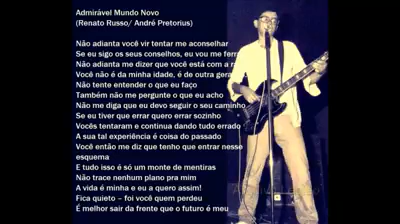 Admirável Mundo Novo
(Renato Russo/ André Pretorius)
Não adianta você vir tentar me aconselhar
Se eu sigo os seus conselhos, eu vou me ferrar
Não adianta me dizer que você está com a
Você não é da minha idade, é de outra
Não tente entender o que eu faço
Também não me pergunte o que eu acho
Não me diga que eu devo seguir o seu caminho
Se eu tiver que errar quero errar sozinho
Vocês tentaram e continua dando tudo errado
A sua tal experiência é coisa do passado
Você então me diz que tenho que entrar nesse
esquema
E tudo isso é só um monte de mentiras
Não trace nenhum plano pra mim
A vida é minha e eu a quero assim!
Fica quieto – foi você quem perdeu
É melhor sair da frente que o futuro é meu